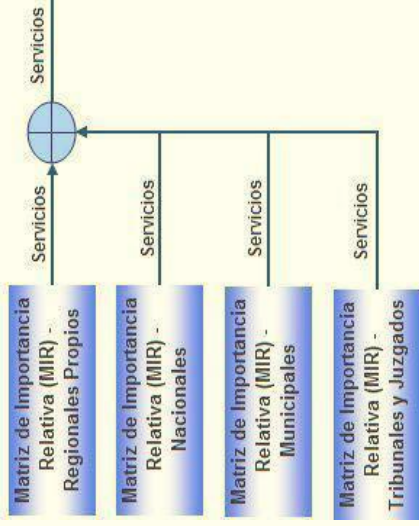 Matriz de Importancia
Relativa (MIR) -
Regionales Propios
Servicios
Servicios
Matriz de Importancia
Relativa (MIR) -
Nacionales
Servicios
Matriz de Importancia
Relativa (MIR) -
Municipales
Servicios
Matriz de Importancia
Relativa (MIR) -
Tribunales y Juzgados
Servicios